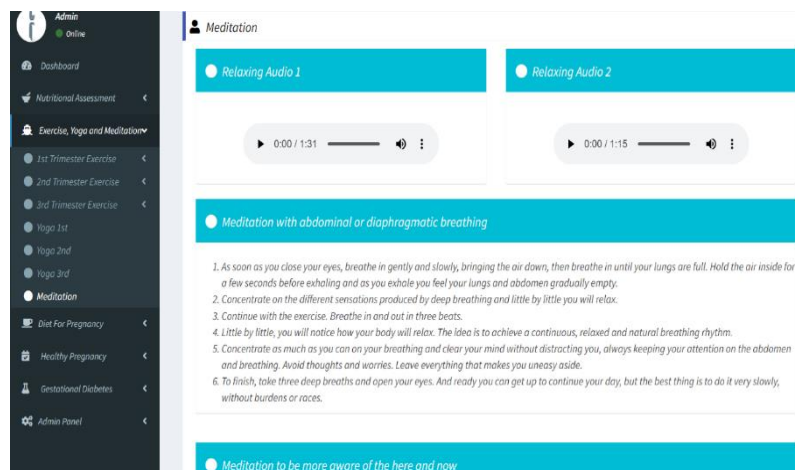 Admin
Online
Dashboard
Nutritional Assessment
Exercise, Yoga and Meditation
1st Trimester Exercise
2nd Trimester Exercise
3rd Trimester Exercise
Yoga 1st
Yoga 2nd
Yoga 3rd
Meditation
Diet For Pregnancy
Healthy Pregnancy
Gestational Diabetes
Admin Panel
Meditation
Relaxing Audio 1
Relaxing Audio 2
0:00 / 1:31
0:00 / 1:15
Meditation with abdominal or diaphragmatic breathing
1. As soon as you close your eyes, breathe in gently and slowly, bringing the air down, then breathe in until your lungs are full. Hold the air inside for
a few seconds before exhaling and as you exhale you feel your lungs and abdomen gradually empty.
2. Concentrate on the different sensations produced by deep breathing and little by little you will relax.
3. Continue with the exercise. Breathe in and out in three beats.
4. Little by little, you will notice how your body will relax. The idea is to achieve a continuous, relaxed and natural breathing rhythm.
5. Concentrate as much as you can on your breathing and clear your mind without distracting you, always keeping your attention on the abdomen
and breathing. Avoid thoughts and worries. Leave everything that makes you uneasy aside.
6. To finish, take three deep breaths and open your eyes. And ready you can get up to continue your day, but the best thing is to do it very slowly,
without burdens or races.
Meditation to be more aware of the here and now